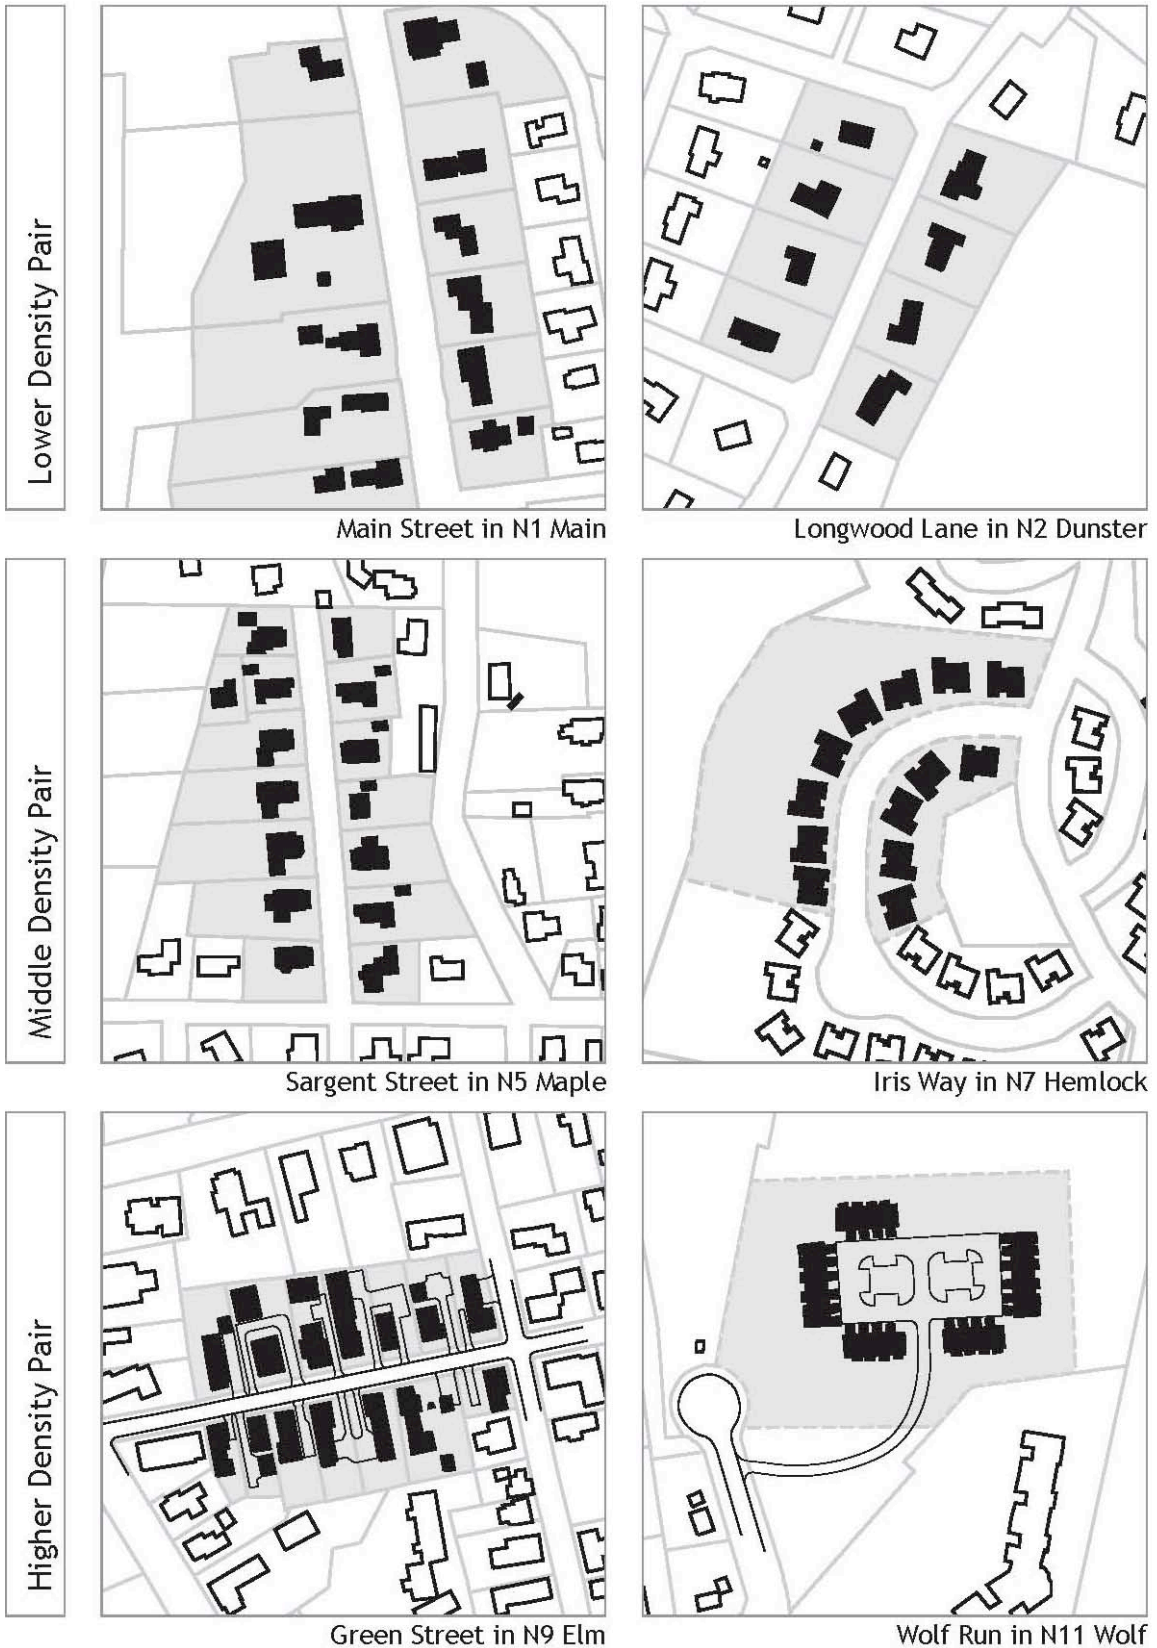 Lower Density Pair
Main Street in N1 Main
Longwood Lane in N2 Dunster
Middle Density Pair
Sargent Street in N5 Maple
Iris Way in N7 Hemlock
Higher Density Pair
Green Street in N9 Elm
Wolf Run in N11 Wolf